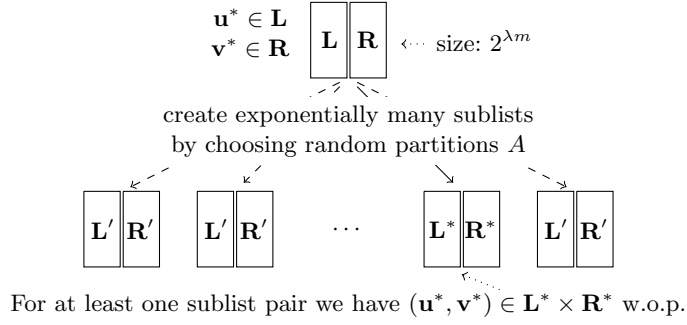 u* ∈ L
v* ∈ R
L R
size: 2^{λm}
create exponentially many sublists
by choosing random partitions A
L′ R′ L′ R′ ... L* R* L′ R′
For at least one sublist pair we have (u*, v*) ∈ L* × R* w.o.p.